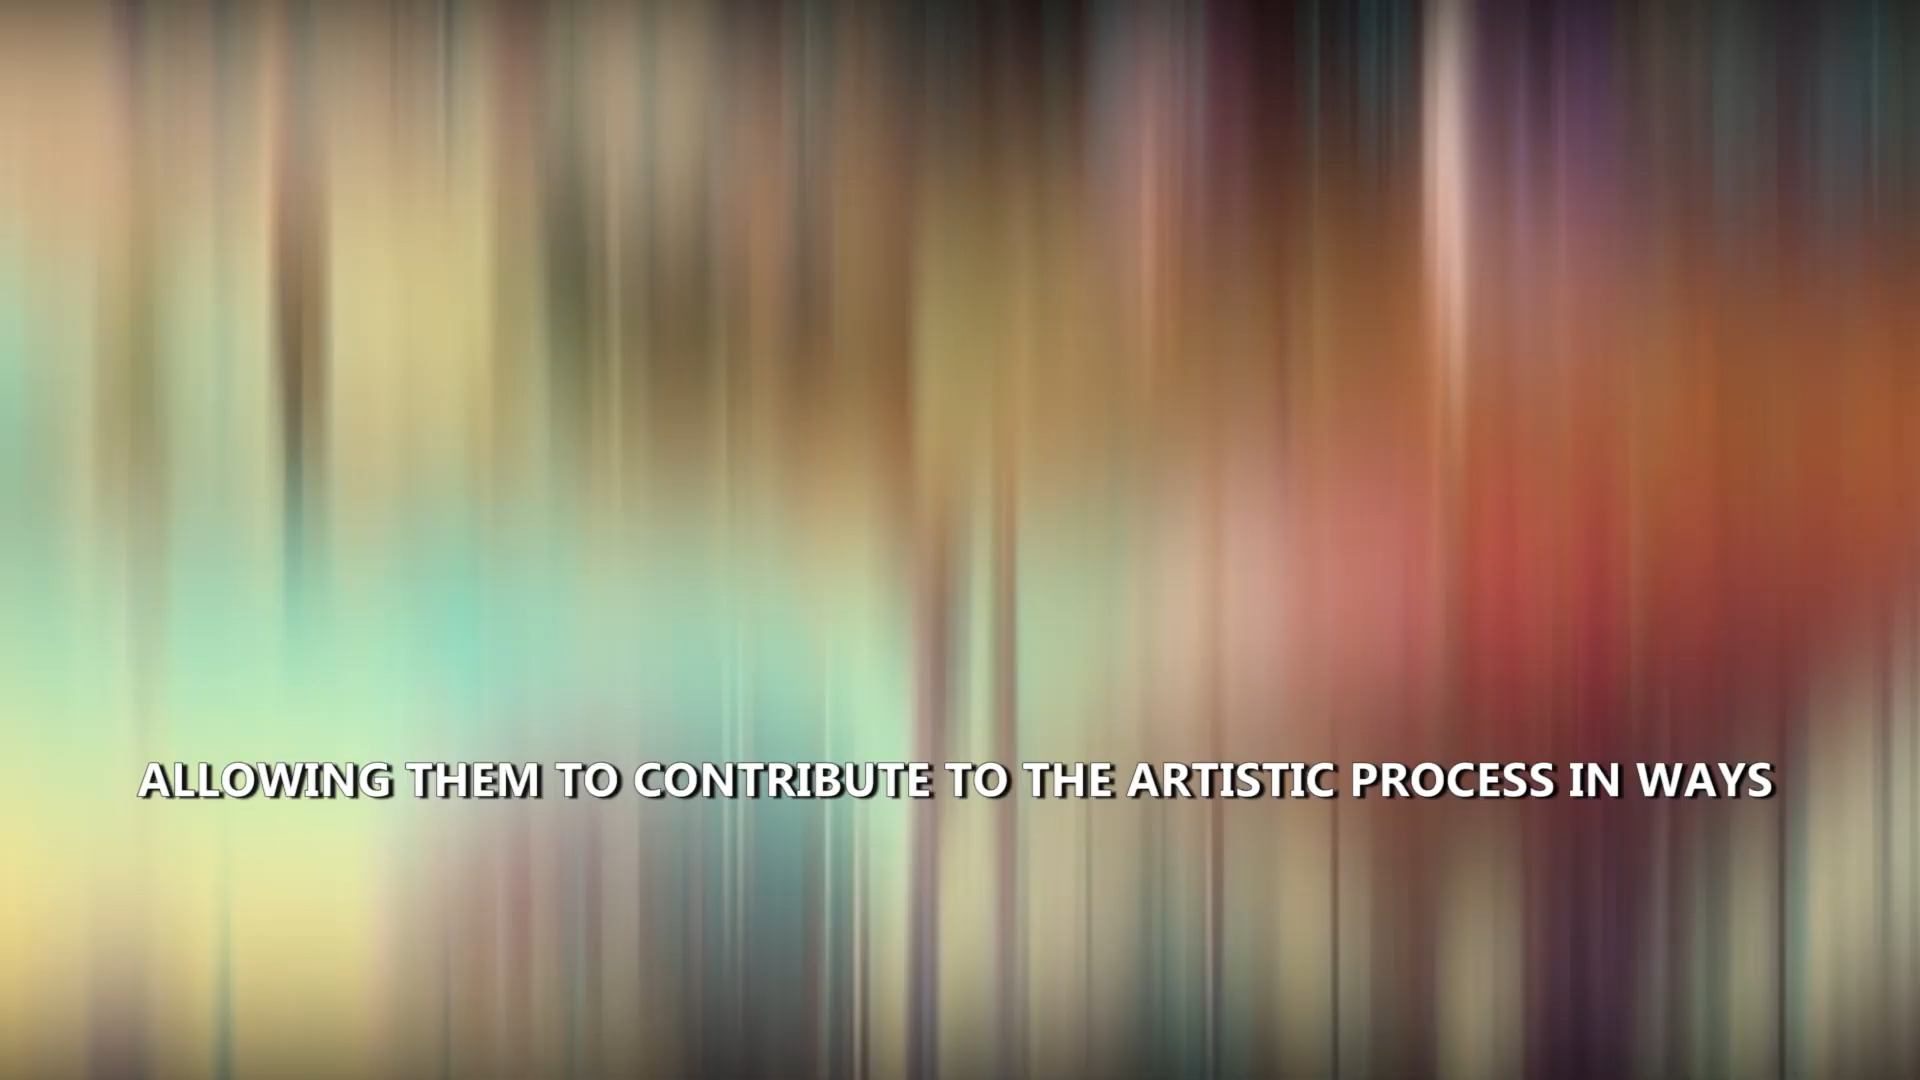 ALLOWING THEM TO CONTRIBUTE TO THE ARTISTIC PROCESS IN WAYS